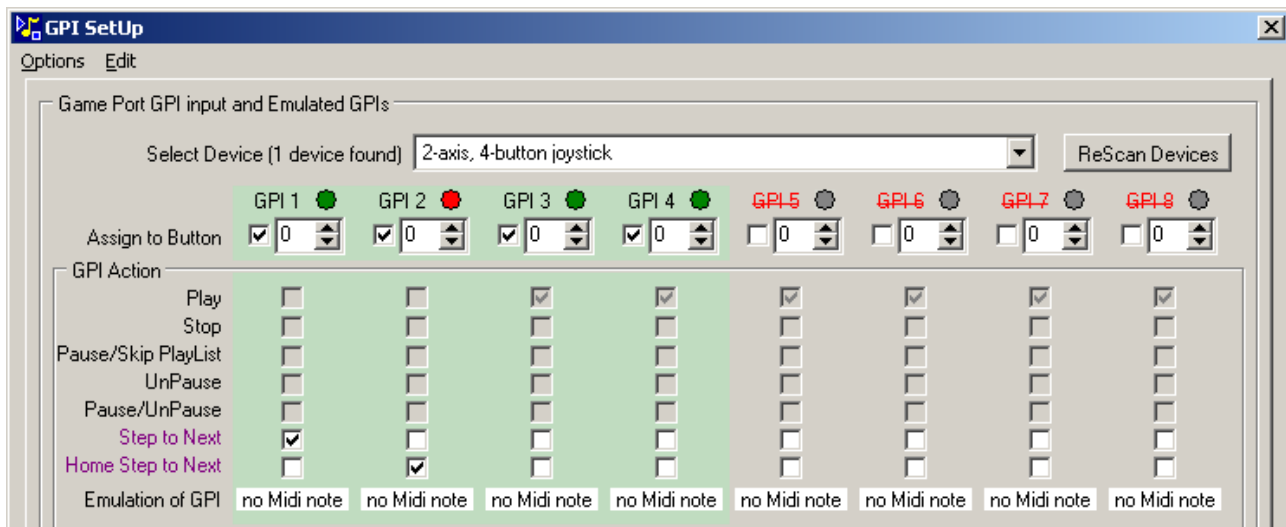 GPI SetUp
Options Edit
Game Port GPI input and Emulated GPIs
Select Device (1 device found) 2-axis, 4-button joystick ReScan Devices
GPI 1 GPI 2 GPI 3 GPI 4 GPI 5 GPI 6 GPI 7 GPI 8
Assign to Button 0 0 0 0 0 0 0 0
GPI Action
Play
Stop
Pause/Skip PlayList
UnPause
Pause/UnPause
Step to Next
Home Step to Next
Emulation of GPI no Midi note no Midi note no Midi note no Midi note no Midi note no Midi note no Midi note no Midi note